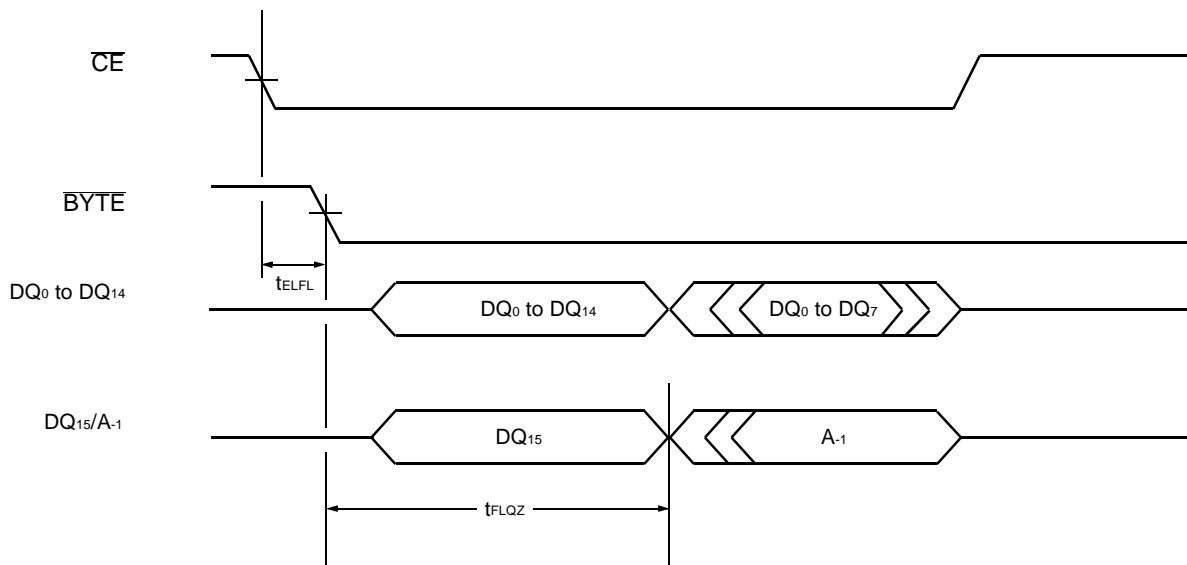 CE
BYTE
tELFL
DQ0 to DQ14
DQ0 to DQ14
DQ0 to DQ7
DQ15/A-1
DQ15
A-1
tFLQZ